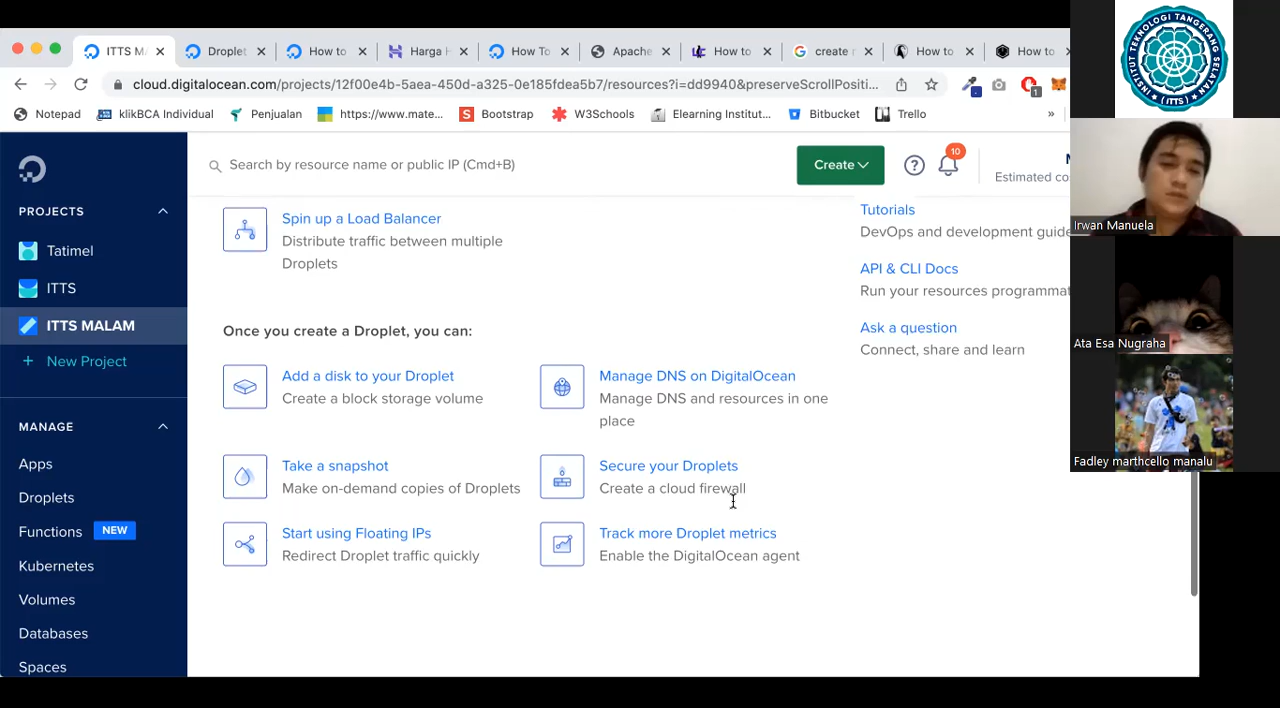 ITTS M
Droplet
How to
Harga H
How To
Apache
How to
create r
How to
How to
cloud.digitalocean.com/projects/12f00e4b-5aea-450d-a325-0e185fdea5b7/resources?i=dd9940&preserveScrollPositi...
1
Notepad
klikBCA Individual
Penjualan
https://www.mate...
Bootstrap
W3Schools
Elearning Institut...
Bitbucket
Trello
»
INSTITUT TEKNOLOGI TANGERANG SELATAN
(ITTS)
Search by resource name or public IP (Cmd+B)
Create
10
Estimated co
PROJECTS
Tatimel
ITTS
ITTS MALAM
+ New Project
MANAGE
Apps
Droplets
Functions NEW
Kubernetes
Volumes
Databases
Spaces
Spin up a Load Balancer
Distribute traffic between multiple
Droplets
Once you create a Droplet, you can:
Add a disk to your Droplet
Create a block storage volume
Manage DNS on DigitalOcean
Manage DNS and resources in one
place
Take a snapshot
Make on-demand copies of Droplets
Secure your Droplets
Create a cloud firewall
Start using Floating IPs
Redirect Droplet traffic quickly
Track more Droplet metrics
Enable the DigitalOcean agent
Tutorials
DevOps and development guide
API & CLI Docs
Run your resources programmat
Ask a question
Connect, share and learn
Irwan Manuela
Ata Esa Nugraha
Fadley marthcello manalu